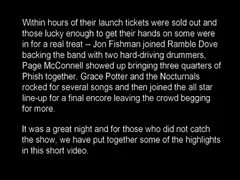 Within hours of their launch tickets were sold out and
those lucky enough to get their hands on some were
in for a real treat -- Jon Fishman joined Ramble Dove
backing the band with two hard-driving drummers,
Page McConnell showed up bringing three quarters of
Phish together. Grace Potter and the Nocturnals
rocked for several songs and then joined the all star
line-up for a final encore leaving the crowd begging
for more.
It was a great night and for those who did not catch
the show, we have put together some of the highlights
in this short video.